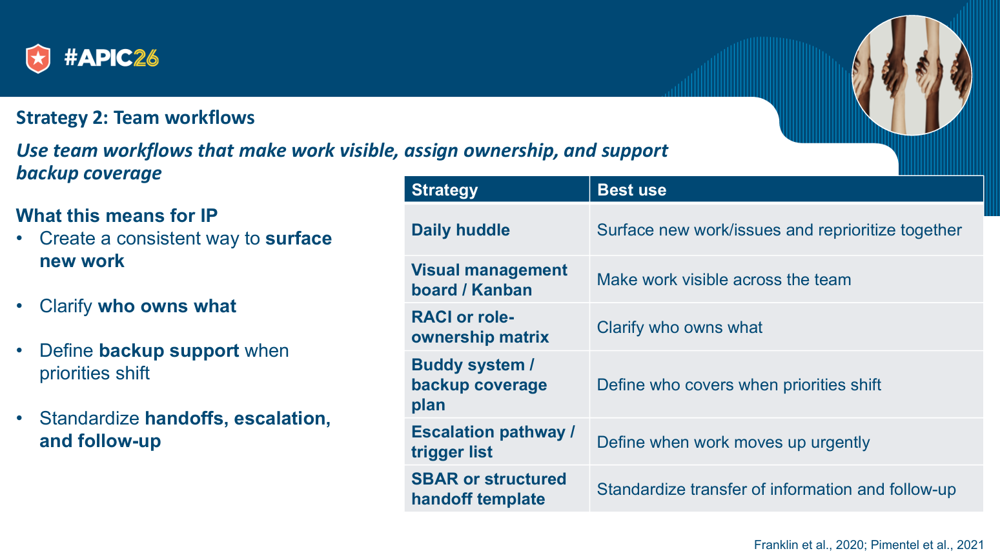 #APIC26
Strategy 2: Team workflows
Use team workflows that make work visible, assign ownership, and support
backup coverage
What this means for IP
• Create a consistent way to surface
new work
• Clarify who owns what
• Define backup support when
priorities shift
• Standardize handoffs, escalation,
and follow-up
Strategy Best use
Daily huddle Surface new work/issues and reprioritize together
Visual management
board / Kanban
Make work visible across the team
RACI or role-
ownership matrix
Clarify who owns what
Buddy system /
backup coverage
plan
Define who covers when priorities shift
Escalation pathway /
trigger list
Define when work moves up urgently
SBAR or structured
handoff template
Standardize transfer of information and follow-up
Franklin et al., 2020; Pimentel et al., 2021